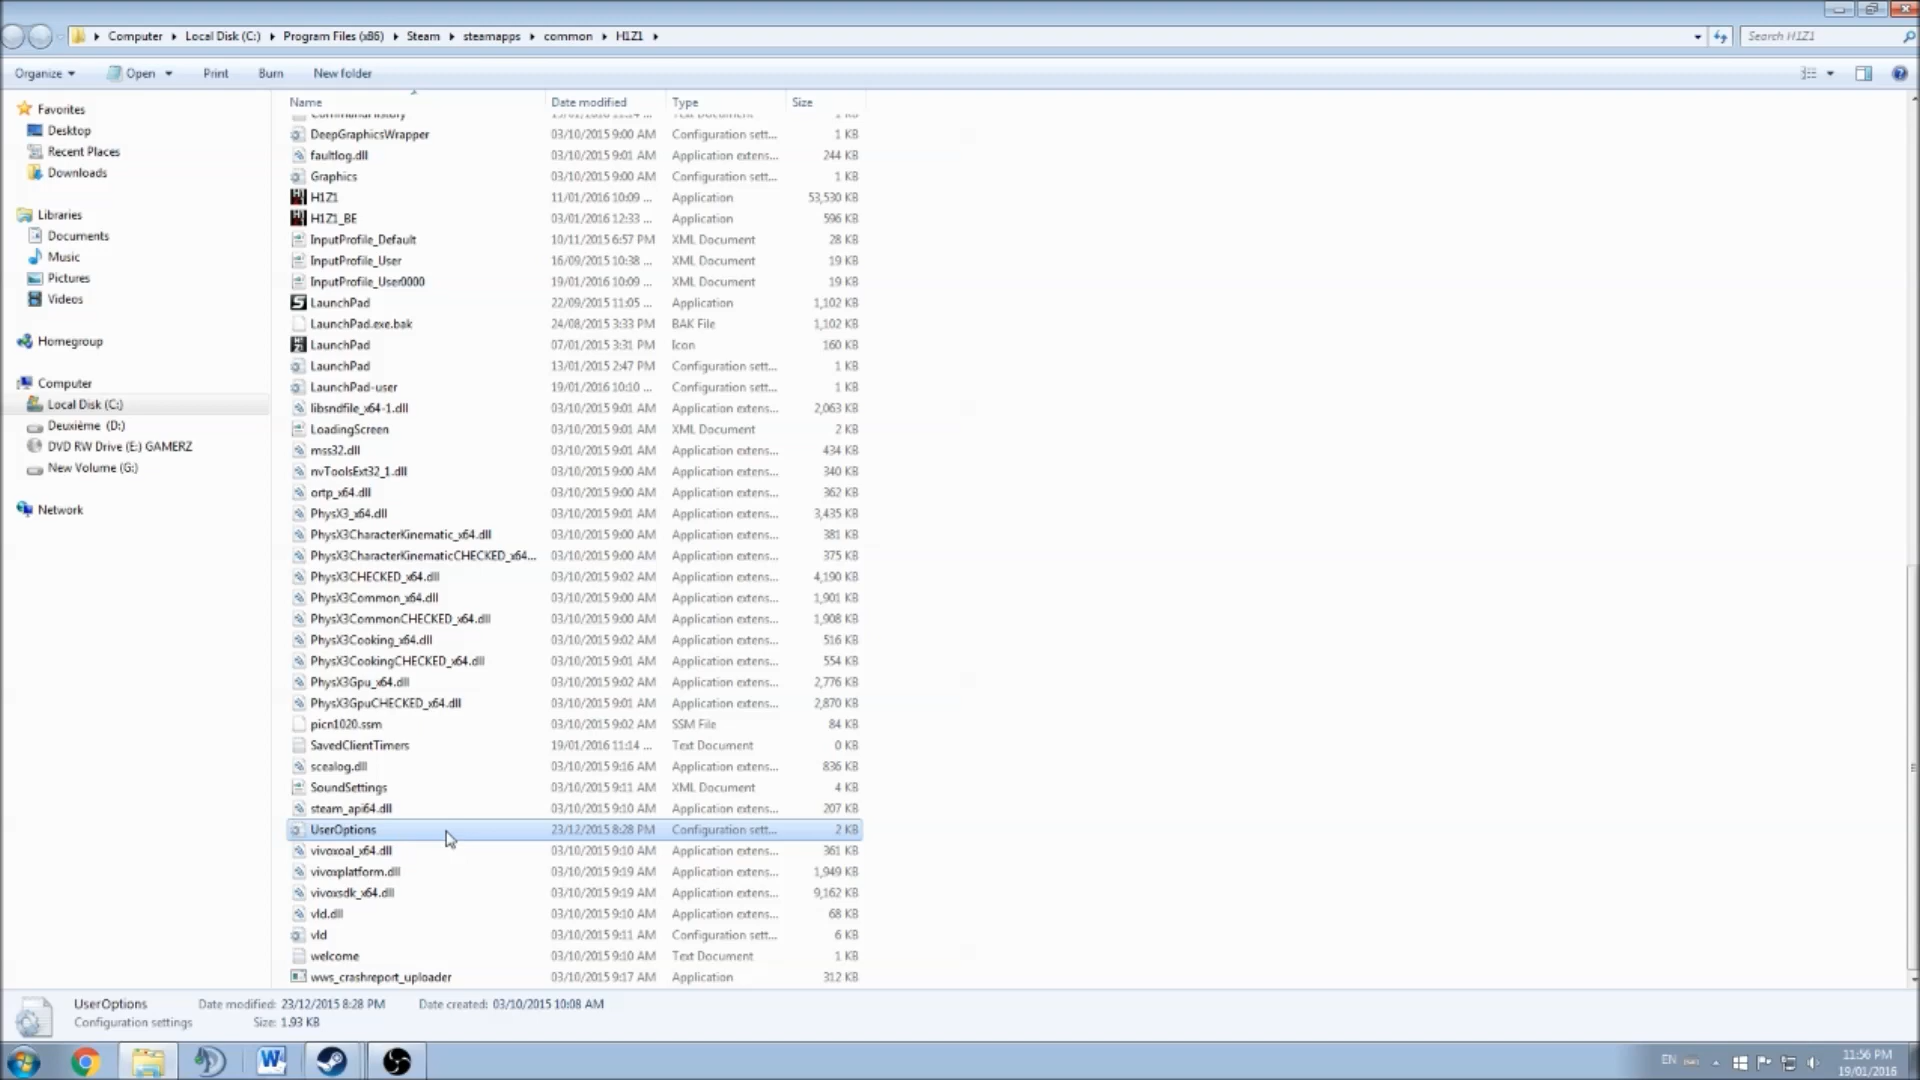 Computer ▸ Local Disk (C:) ▸ Program Files (x86) ▸ Steam ▸ steamapps ▸ common ▸ H1Z1 ▸
Search H1Z1
Organize Open Print Burn New folder
Favorites
Desktop
Recent Places
Downloads
Libraries
Documents
Music
Pictures
Videos
Homegroup
Computer
Local Disk (C:)
Deuxième (D:)
DVD RW Drive (E:) GAMERZ
New Volume (G:)
Network
Name Date modified Type Size
DeepGraphicsWrapper 03/10/2015 9:00 AM Configuration sett... 1 KB
faultlog.dll 03/10/2015 9:01 AM Application extens... 244 KB
Graphics 03/10/2015 9:00 AM Configuration sett... 1 KB
H1Z1 11/01/2016 10:09 ... Application 53,530 KB
H1Z1_BE 03/01/2016 12:33 ... Application 596 KB
InputProfile_Default 10/11/2015 6:57 PM XML Document 28 KB
InputProfile_User 16/09/2015 10:38 ... XML Document 19 KB
InputProfile_User0000 19/01/2016 10:09 ... XML Document 19 KB
LaunchPad 22/09/2015 11:05 ... Application 1,102 KB
LaunchPad.exe.bak 24/08/2015 3:33 PM BAK File 1,102 KB
LaunchPad 07/01/2015 3:31 PM Icon 160 KB
LaunchPad 13/01/2015 2:47 PM Configuration sett... 1 KB
LaunchPad-user 19/01/2016 10:10 ... Configuration sett... 1 KB
libsndfile_x64-1.dll 03/10/2015 9:01 AM Application extens... 2,063 KB
LoadingScreen 03/10/2015 9:01 AM XML Document 2 KB
mss32.dll 03/10/2015 9:01 AM Application extens... 434 KB
nvToolsExt32_1.dll 03/10/2015 9:00 AM Application extens... 340 KB
ortp_x64.dll 03/10/2015 9:00 AM Application extens... 362 KB
PhysX3_x64.dll 03/10/2015 9:01 AM Application extens... 3,435 KB
PhysX3CharacterKinematic_x64.dll 03/10/2015 9:00 AM Application extens... 381 KB
PhysX3CharacterKinematicCHECKED_x64... 03/10/2015 9:00 AM Application extens... 375 KB
PhysX3CHECKED_x64.dll 03/10/2015 9:02 AM Application extens... 4,190 KB
PhysX3Common_x64.dll 03/10/2015 9:00 AM Application extens... 1,901 KB
PhysX3CommonCHECKED_x64.dll 03/10/2015 9:00 AM Application extens... 1,908 KB
PhysX3Cooking_x64.dll 03/10/2015 9:02 AM Application extens... 516 KB
PhysX3CookingCHECKED_x64.dll 03/10/2015 9:01 AM Application extens... 554 KB
PhysX3Gpu_x64.dll 03/10/2015 9:02 AM Application extens... 2,776 KB
PhysX3GpuCHECKED_x64.dll 03/10/2015 9:01 AM Application extens... 2,870 KB
picn1020.ssm 03/10/2015 9:02 AM SSM File 84 KB
SavedClientTimers 19/01/2016 11:14 ... Text Document 0 KB
scealog.dll 03/10/2015 9:16 AM Application extens... 836 KB
SoundSettings 03/10/2015 9:11 AM XML Document 4 KB
steam_api64.dll 03/10/2015 9:10 AM Application extens... 207 KB
UserOptions 23/12/2015 8:28 PM Configuration sett... 2 KB
vivoxoal_x64.dll 03/10/2015 9:10 AM Application extens... 361 KB
vivoxplatform.dll 03/10/2015 9:19 AM Application extens... 1,949 KB
vivoxsdk_x64.dll 03/10/2015 9:19 AM Application extens... 9,162 KB
vld.dll 03/10/2015 9:10 AM Application extens... 68 KB
vld 03/10/2015 9:11 AM Configuration sett... 6 KB
welcome 03/10/2015 9:10 AM Text Document 1 KB
wws_crashreport_uploader 03/10/2015 9:17 AM Application 312 KB
UserOptions Date modified: 23/12/2015 8:28 PM Date created: 03/10/2015 10:08 AM
Configuration settings Size: 1.93 KB
EN
11:56 PM
19/01/2016